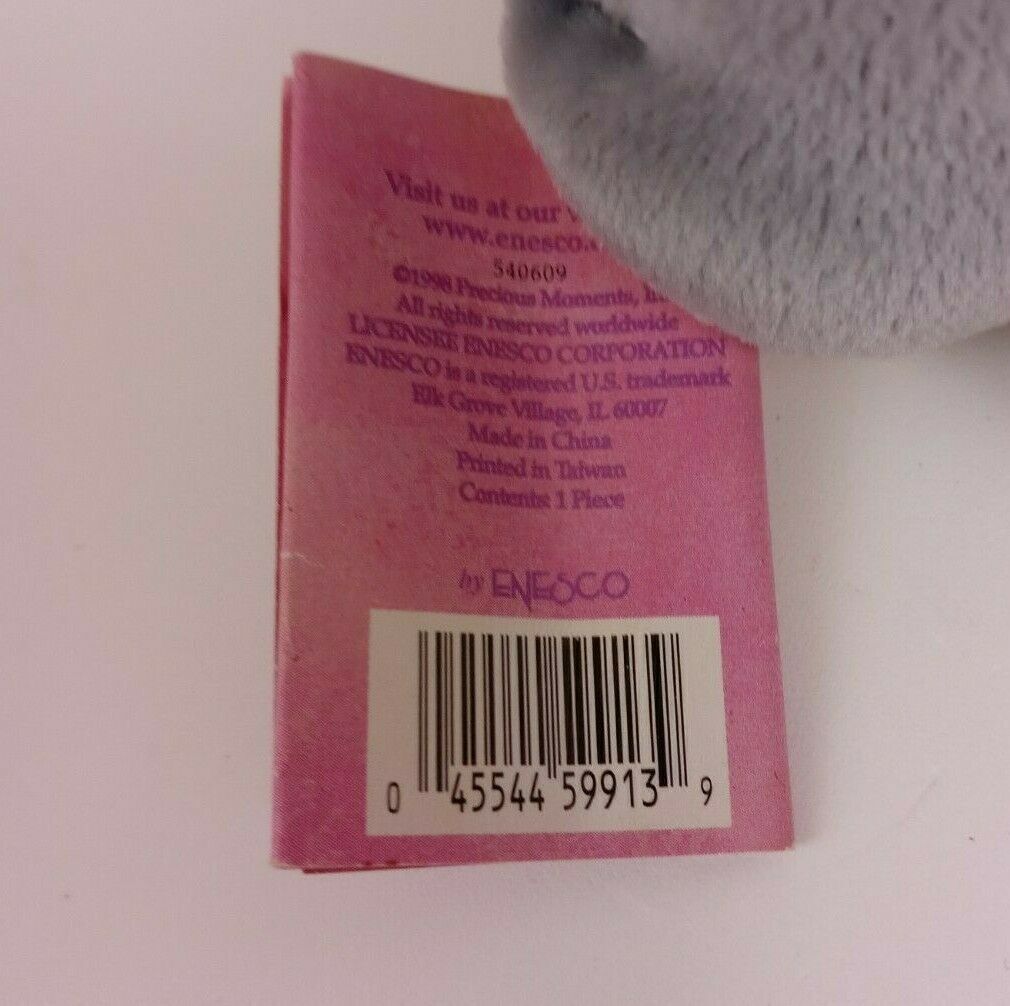 Visit us at our
www.enesco.
540609
©1998 Precious Moments, In
All rights reserved worldwide
LICENSEE ENESCO CORPORATION
ENESCO is a registered U.S. trademark
Elk Grove Village, IL 60007
Made in China
Printed in Taiwan
Contents: 1 Piece
by ENESCO
0 45544 59913 9